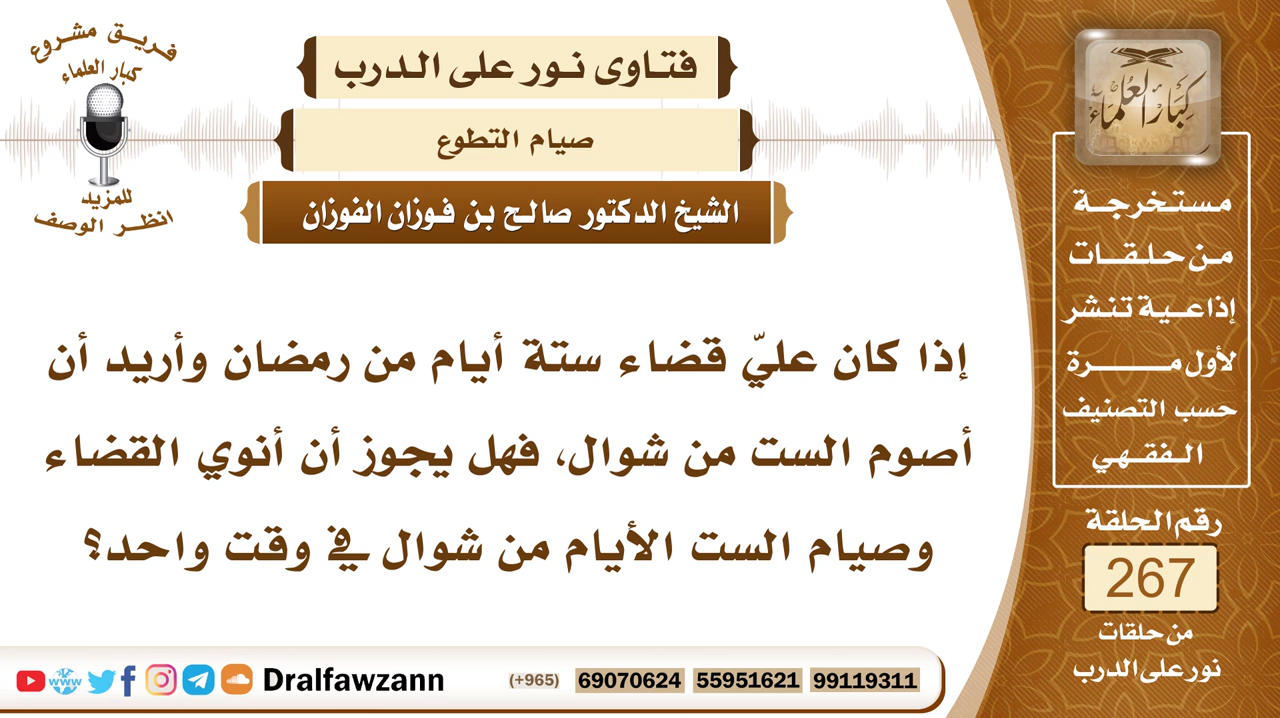 فريق مشروع
كبار العلماء
للمزيد
انظر الوصف
فتاوى نور على الدرب
صيام التطوع
الشيخ الدكتور صالح بن فوزان الفوزان
إذا كان عليّ قضاء ستة أيام من رمضان وأريد أن
أصوم الست من شوال، فهل يجوز أن أنوي القضاء
وصيام الست الأيام من شوال في وقت واحد؟
كبار العلماء
مستخرجة
من حلقات
إذاعية تنشر
لأول مرة
حسب التصنيف
الفقهي
رقم الحلقة
267
من حلقات
نور على الدرب
www
Dralfawzann
(+965) 69070624 55951621 99119311